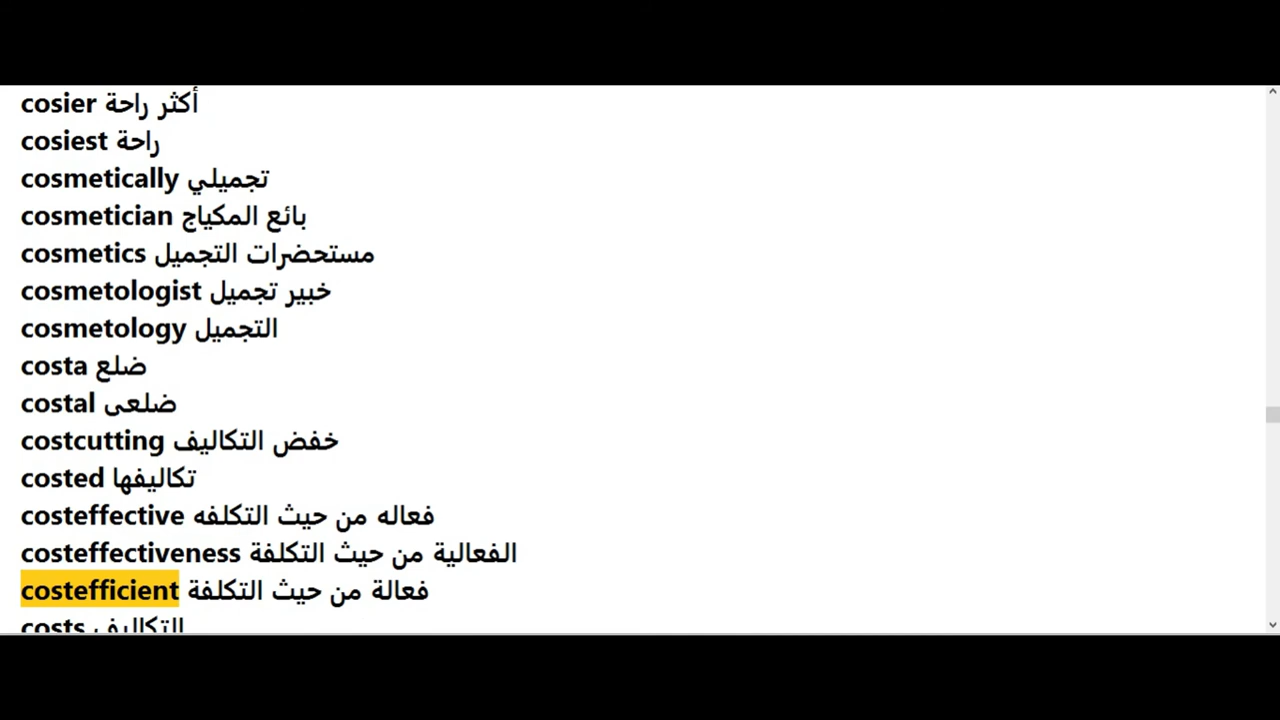 cosier أكثر راحة
cosiest راحة
cosmetically تجميلي
cosmetician بائع المكياج
cosmetics مستحضرات التجميل
cosmetologist خبير تجميل
cosmetology التجميل
costa ضلع
costal ضلعى
costcutting خفض التكاليف
costed تكاليفها
costeffective فعاله من حيث التكلفه
costeffectiveness الفعالية من حيث التكلفة
costefficient فعالة من حيث التكلفة
costs التكاليف